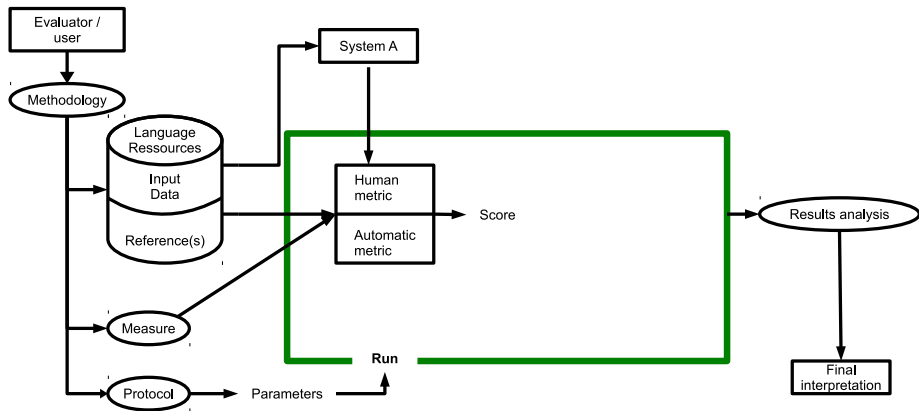 Evaluator /
user
System A
Methodology
Language
Ressources
Input
Data
Human
metric
Reference(s)
Score
Automatic
metric
Results analysis
Measure
Run
Protocol
Parameters
Final
interpretation